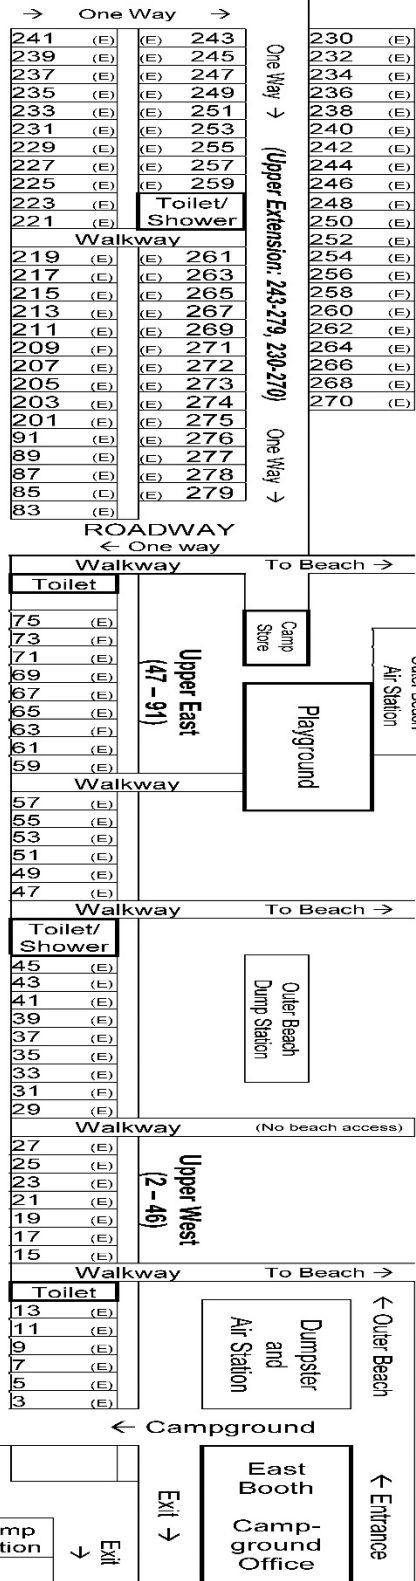 → One Way →
241 (E) (E) 243 230 (E)
239 (E) (E) 245 232 (E)
237 (E) (E) 247 234 (E)
235 (E) (E) 249 236 (E)
233 (E) (E) 251 238 (E)
231 (E) (E) 253 240 (E)
229 (E) (E) 255 242 (E)
227 (E) (E) 257 244 (E)
225 (E) (E) 259 246 (E)
223 (E) Toilet/ 248 (E)
221 (E) Shower 250 (E)
Walkway 252 (E)
219 (E) (E) 261 254 (E)
217 (E) (E) 263 256 (E)
215 (E) (E) 265 258 (E)
213 (E) (E) 267 260 (E)
211 (E) (E) 269 262 (E)
209 (E) (E) 271 264 (E)
207 (E) (E) 272 266 (E)
205 (E) (E) 273 268 (E)
203 (E) (E) 274 270 (E)
201 (E) (E) 275
91 (E) (E) 276
89 (E) (E) 277
87 (E) (E) 278
85 (E) (E) 279
83 (E)
One Way → (Upper Extension: 243-279, 230-270) One Way →
ROADWAY
← One way
Walkway To Beach →
Toilet
75 (E)
73 (E)
71 (E)
69 (E)
67 (E)
65 (E)
63 (E)
61 (E)
59 (E)
Upper East
(47 – 91)
Camp
Store
Playground
Outer Beach
Air Station
Walkway
57 (E)
55 (E)
53 (E)
51 (E)
49 (E)
47 (E)
Walkway To Beach →
Toilet/
Shower
45 (E)
43 (E)
41 (E)
39 (E)
37 (E)
35 (E)
33 (E)
31 (E)
29 (E)
Outer Beach
Dump Station
Walkway (No beach access)
27 (E)
25 (E)
23 (E)
21 (E)
19 (E)
17 (E)
15 (E)
Upper West
(2 – 46)
Walkway To Beach →
Toilet
13 (E)
11 (E)
9 (E)
7 (E)
5 (E)
3 (E)
Dumpster
and
Air Station
← Outer Beach
← Campground
East
Booth
Camp-
ground
Office
← Entrance
Exit →
Exit →
mp
tion